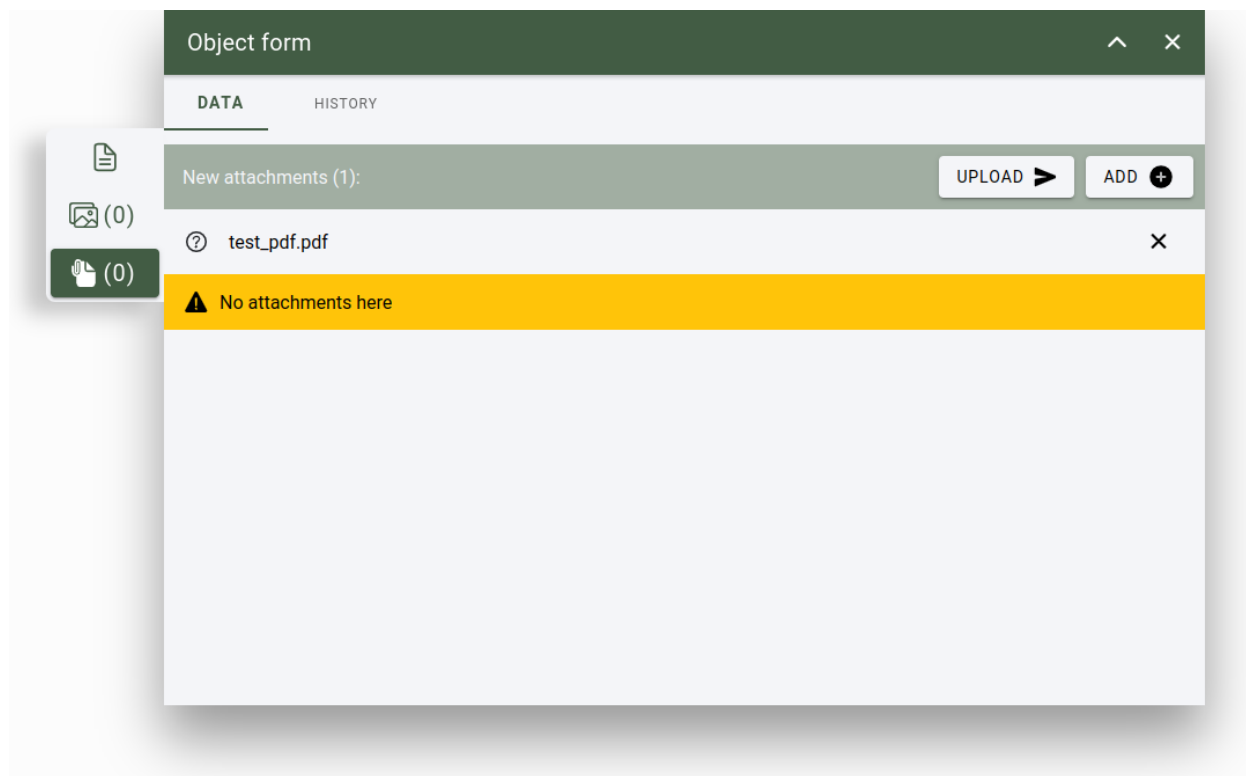 Object form
DATA HISTORY
(0)
(0)
New attachments (1):
UPLOAD ADD
test_pdf.pdf
No attachments here